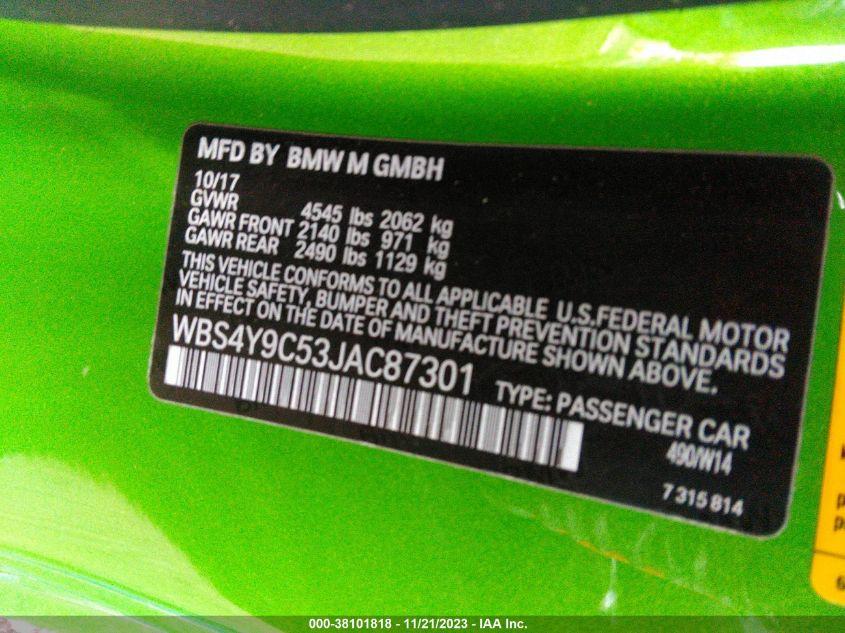 MFD BY BMW M GMBH
10/17
GVWR 4545 lbs 2062 kg
GAWR FRONT 2140 lbs 971 kg
GAWR REAR 2490 lbs 1129 kg
THIS VEHICLE CONFORMS TO ALL APPLICABLE U.S.FEDERAL MOTOR
VEHICLE SAFETY, BUMPER AND THEFT PREVENTION STANDARDS
IN EFFECT ON THE DATE OF MANUFACTURE SHOWN ABOVE.
WBS4Y9C53JAC87301
TYPE: PASSENGER CAR
490/W14
7 315 814
000-38101818 - 11/21/2023 - IAA Inc.